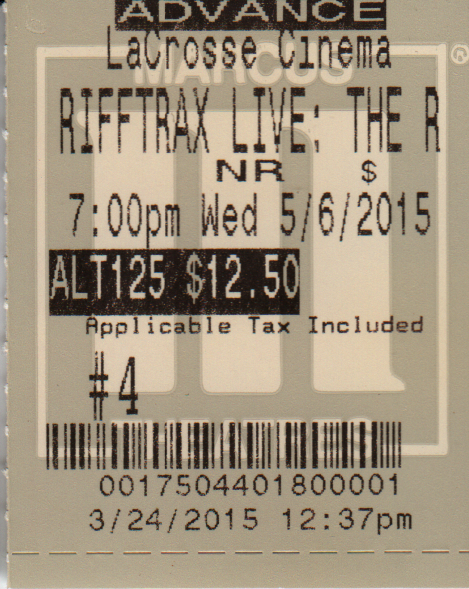 ADVANCE
LaCrosse Cinema
MARCUS
®
RIFFTRAX LIVE: THE R
NR $
7:00pm Wed 5/6/2015
ALT125 $12.50
Applicable Tax Included
#4
0017504401800001
3/24/2015 12:37pm